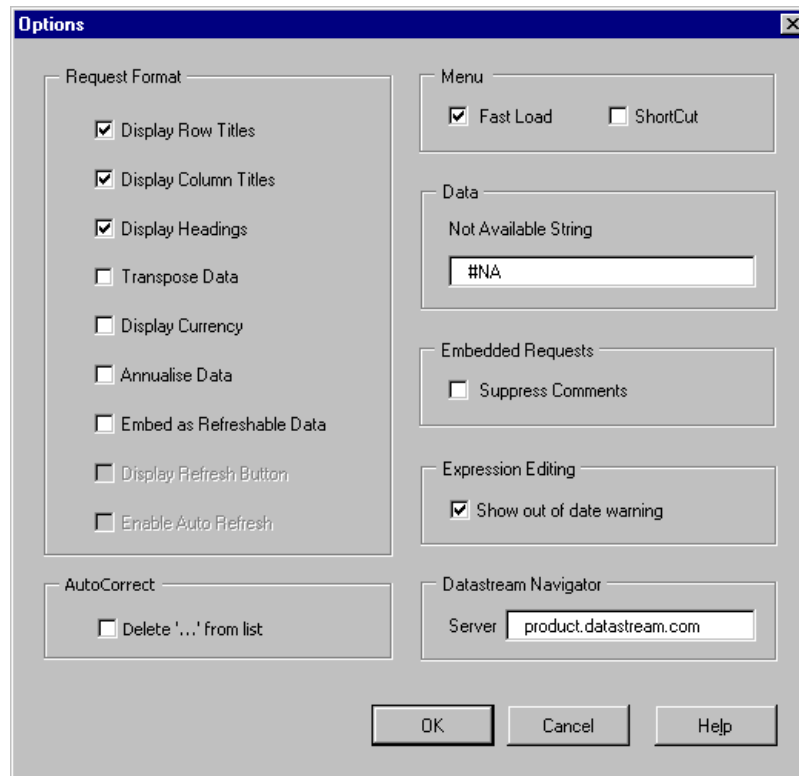 Options
Request Format
Display Row Titles
Display Column Titles
Display Headings
Transpose Data
Display Currency
Annualise Data
Embed as Refreshable Data
Display Refresh Button
Enable Auto Refresh
AutoCorrect
Delete '...' from list
Menu
Fast Load
ShortCut
Data
Not Available String
#NA
Embedded Requests
Suppress Comments
Expression Editing
Show out of date warning
Datastream Navigator
Server product.datastream.com
OK
Cancel
Help